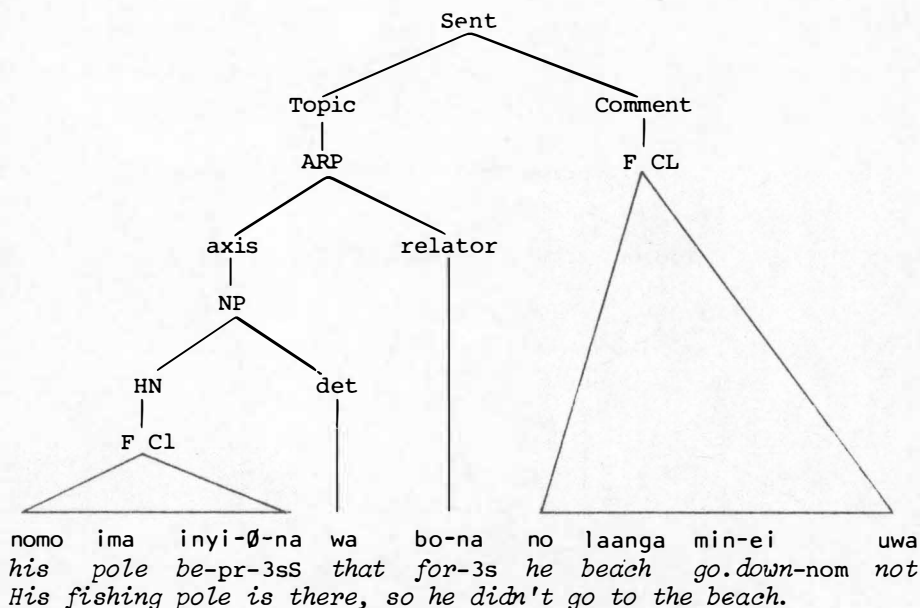 Sent
Topic Comment
ARP F CL
axis relator
NP
HN det
F Cl
nomo ima inyi-Ø-na wa bo-na no laanga min-ei uwa
his pole be-pr-3sS that for-3s he beach go.down-nom not
His fishing pole is there, so he didn't go to the beach.